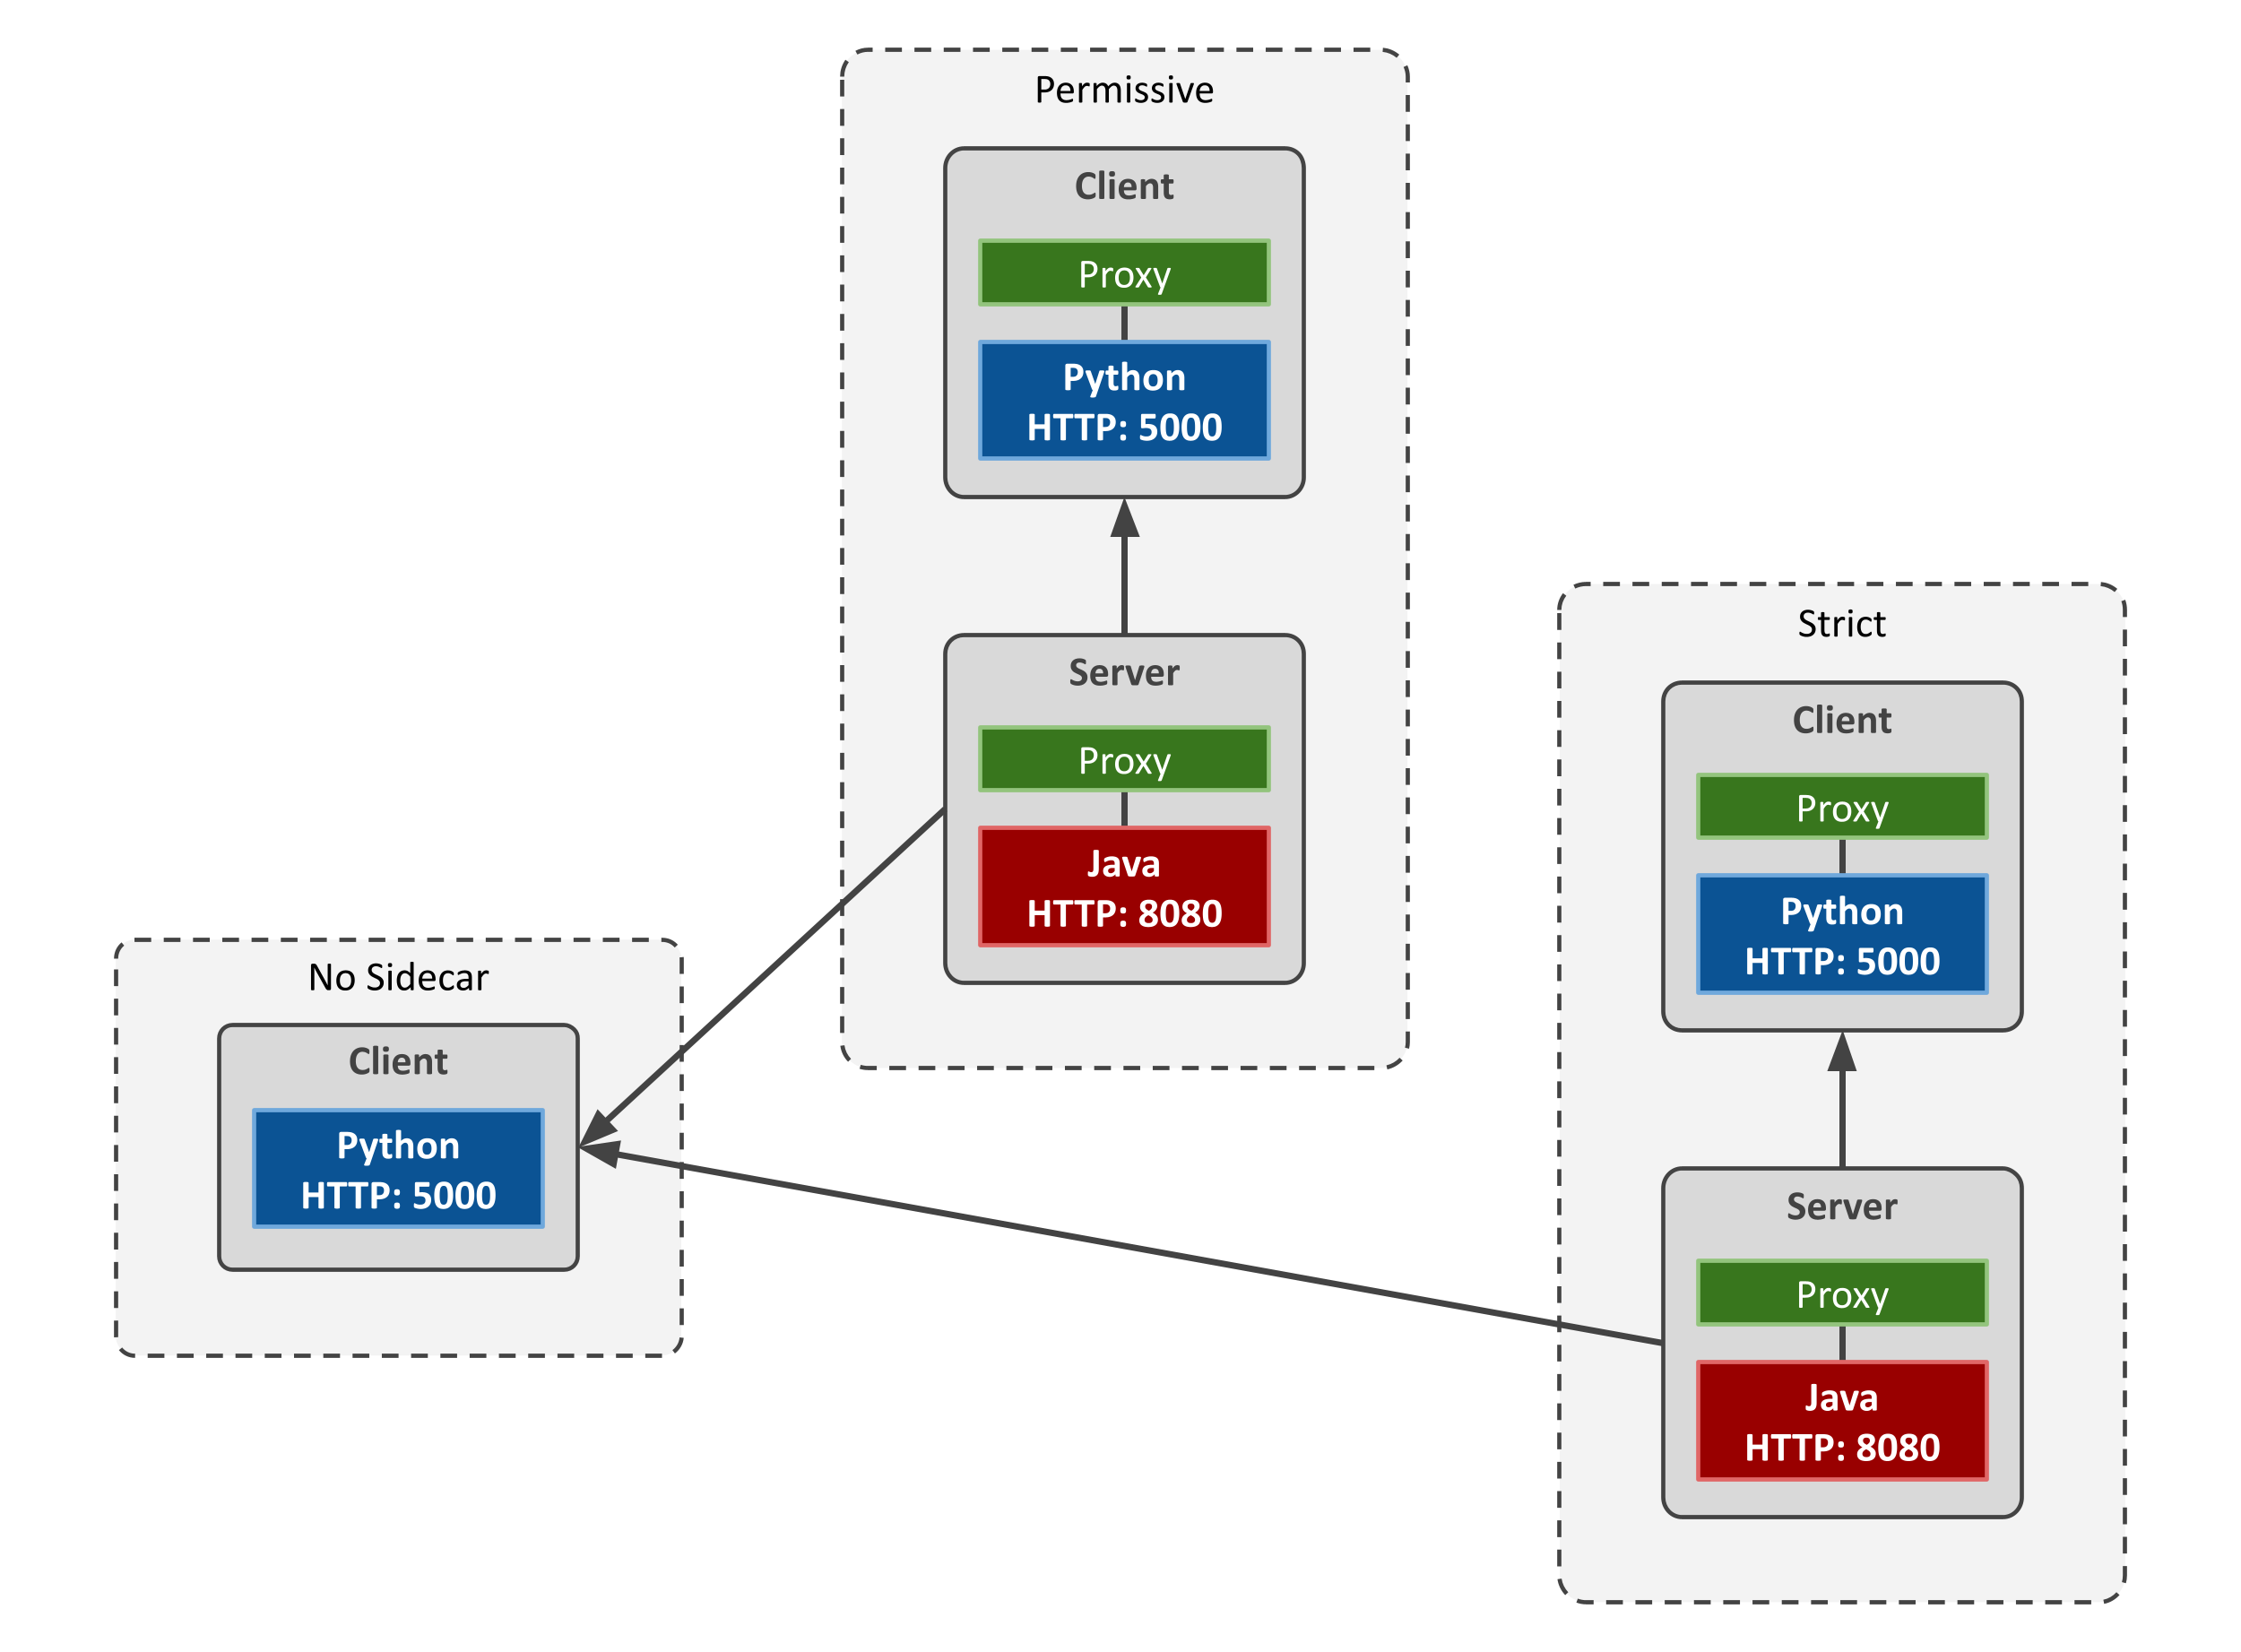 Permissive
Client
Proxy
Python
HTTP: 5000
Server
Proxy
Java
HTTP: 8080
No Sidecar
Client
Python
HTTP: 5000
Strict
Client
Proxy
Python
HTTP: 5000
Server
Proxy
Java
HTTP: 8080